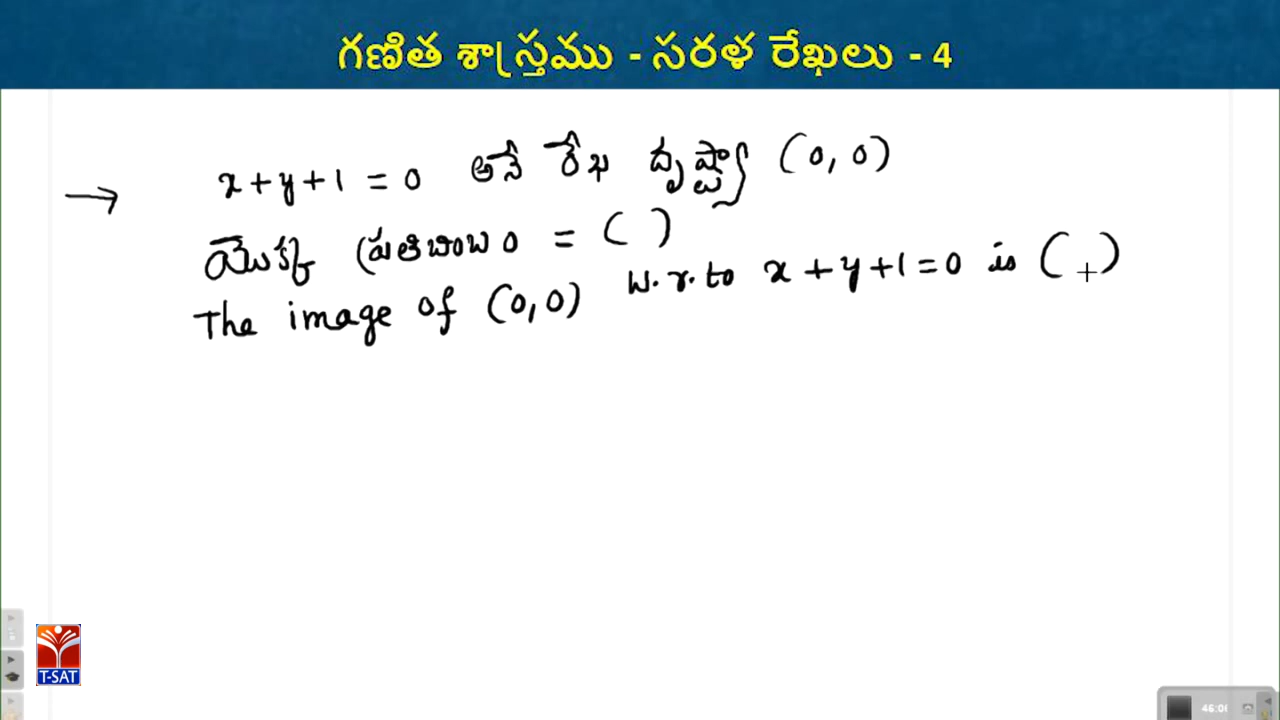 గణిత శాస్త్రము - సరళ రేఖలు - 4
→ x + y + 1 = 0 అనే రేఖ దృష్ట్యా (0, 0)
యొక్క ప్రతిబింబం = ( )
The image of (0, 0) w.r.to x + y + 1 = 0 is ( )
T-SAT